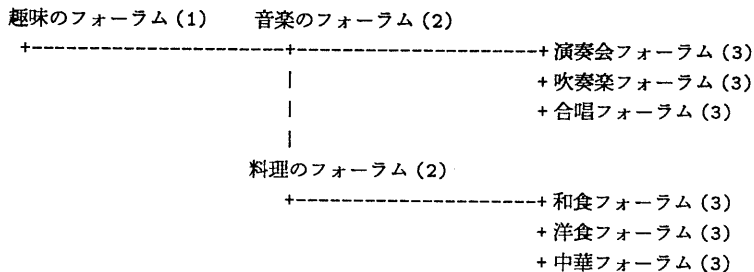 趣味のフォーラム (1) 音楽のフォーラム (2)
+-----------------------+----------------------+ 演奏会フォーラム (3)
| + 吹奏楽フォーラム (3)
| + 合唱フォーラム (3)
|
料理のフォーラム (2)
+----------------------+ 和食フォーラム (3)
+ 洋食フォーラム (3)
+ 中華フォーラム (3)